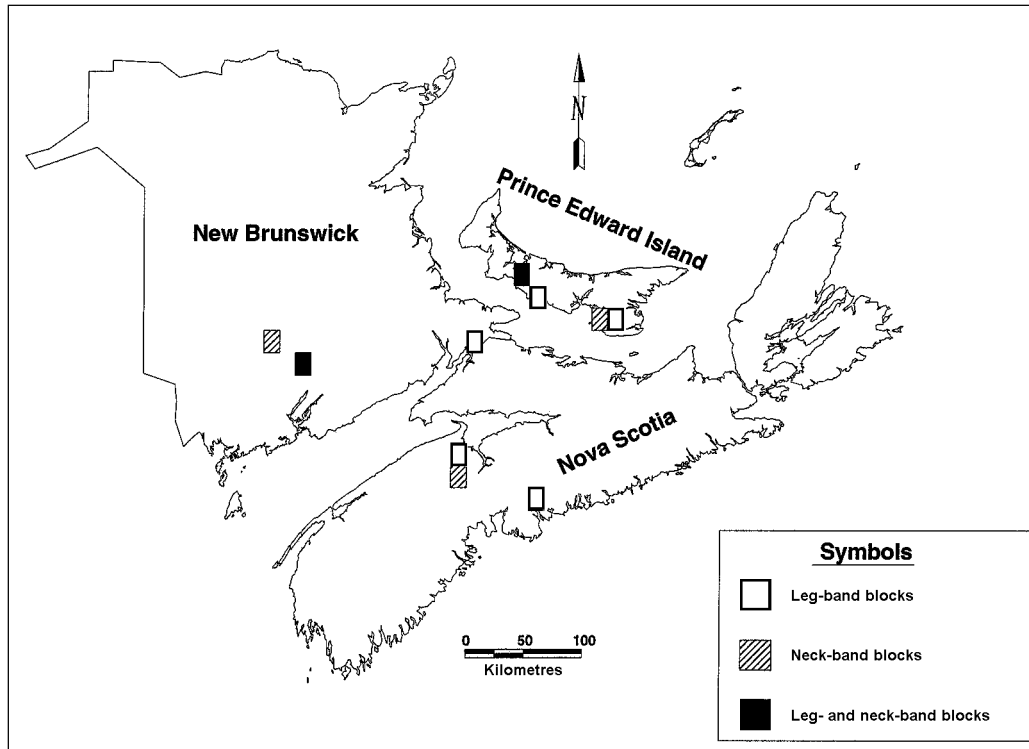 N
Prince Edward Island
New Brunswick
Nova Scotia
0 50 100
Kilometres
Symbols
Leg-band blocks
Neck-band blocks
Leg- and neck-band blocks